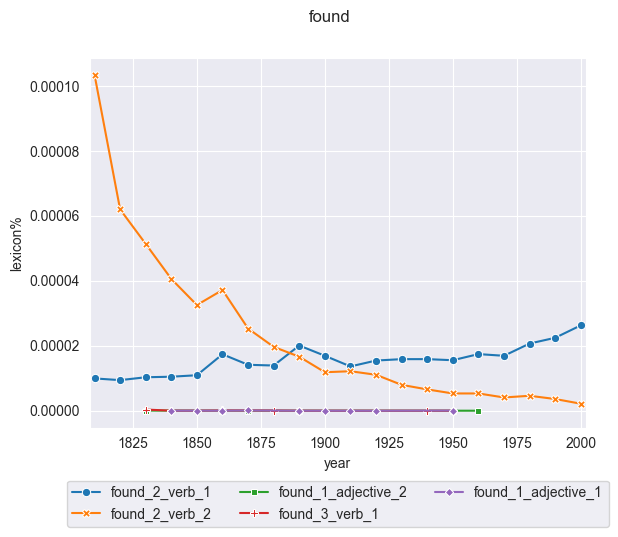 found
0.00010
0.00008
0.00006
0.00004
0.00002
0.00000
lexicon%
1825 1850 1875 1900 1925 1950 1975 2000
year
found_2_verb_1 found_1_adjective_2 found_1_adjective_1
found_2_verb_2 found_3_verb_1